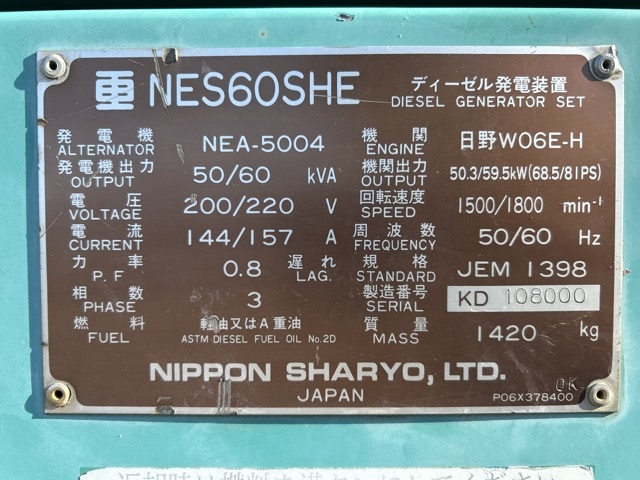 重 NES60SHE ディーゼル発電装置
DIESEL GENERATOR SET
発電機 NEA-5004 機関 日野W06E-H
ALTERNATOR ENGINE
発電機出力 50/60 kVA 機関出力 50.3/59.5kW(68.5/81PS)
OUTPUT OUTPUT
電圧 200/220 V 回転速度 1500/1800 min⁻¹
VOLTAGE SPEED
電流 144/157 A 周波数 50/60 Hz
CURRENT FREQUENCY
力率 0.8 遅れ 規格 JEM 1398
P.F LAG. STANDARD
相数 3 製造番号 KD 108000
PHASE SERIAL
燃料 軽油又はA重油 質量 1420 kg
FUEL ASTM DIESEL FUEL OIL No.2D MASS
NIPPON SHARYO, LTD.
JAPAN
OK
P06X378400